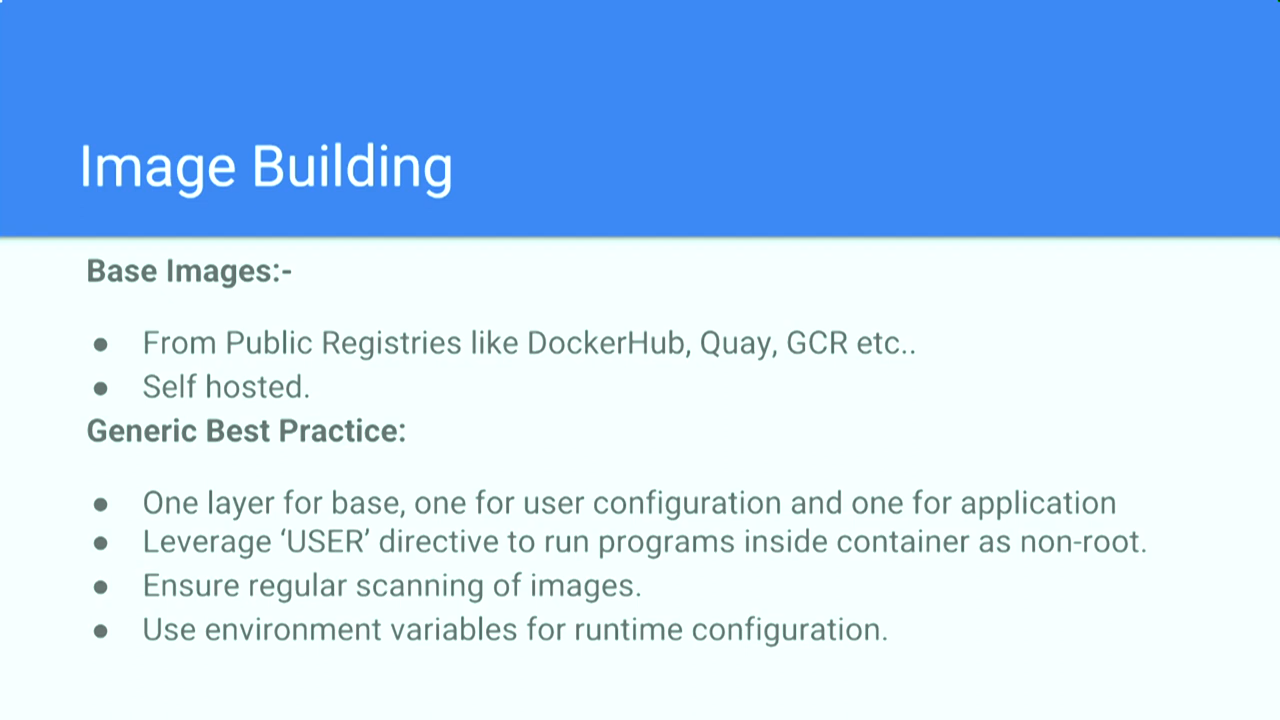 Image Building
Base Images:-
● From Public Registries like DockerHub, Quay, GCR etc..
● Self hosted.
Generic Best Practice:
● One layer for base, one for user configuration and one for application
● Leverage ‘USER’ directive to run programs inside container as non-root.
● Ensure regular scanning of images.
● Use environment variables for runtime configuration.